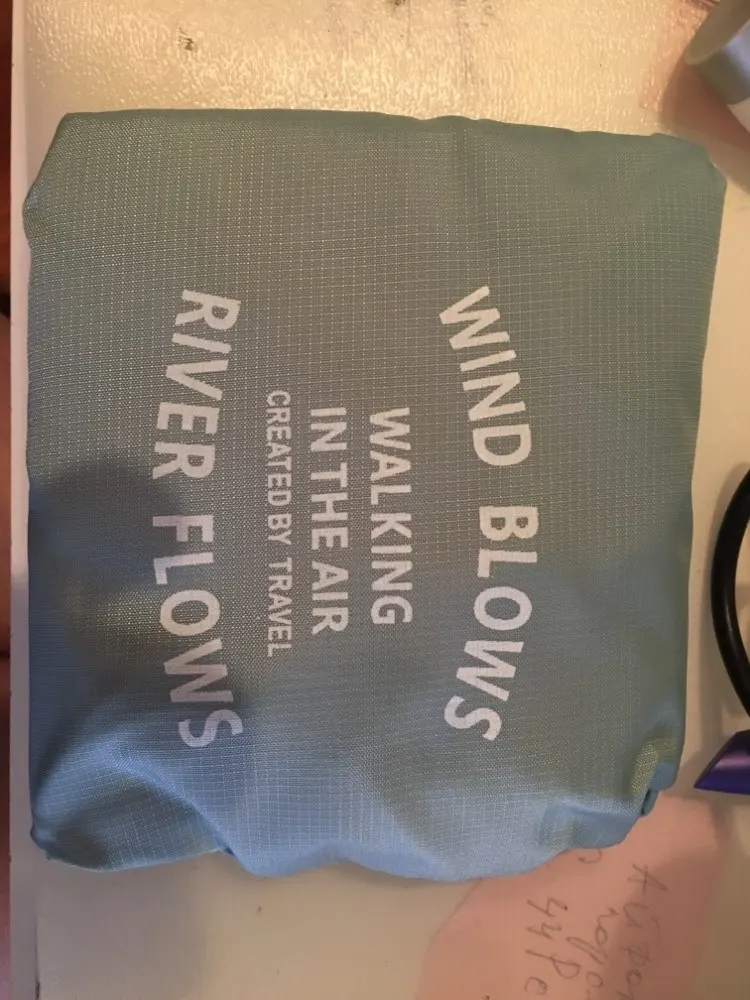 WIND BLOWS
WALKING
IN THE AIR
CREATED BY TRAVEL
RIVER FLOWS